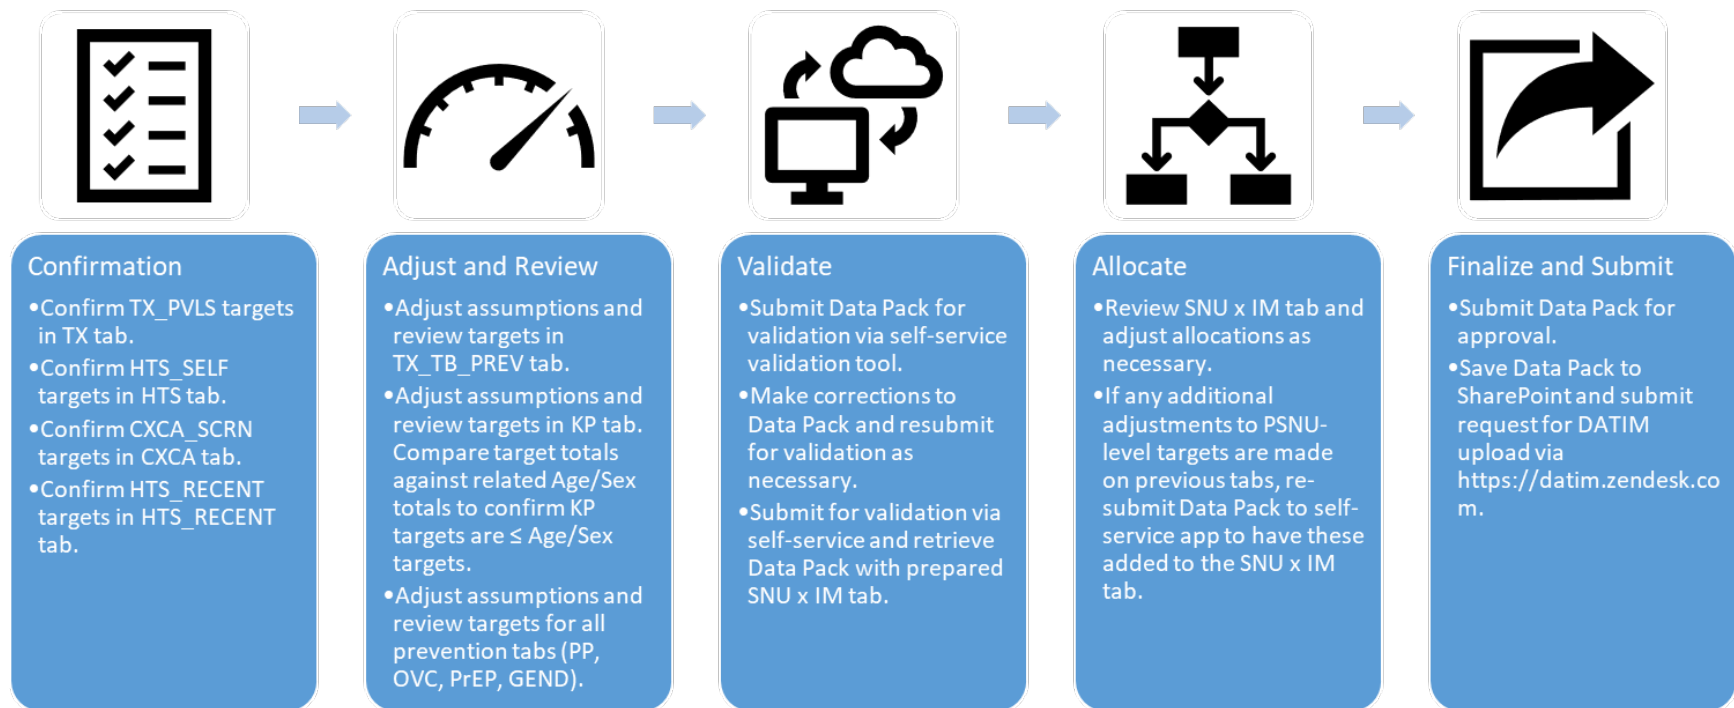 Confirmation
•Confirm TX_PVLS targets
in TX tab.
•Confirm HTS_SELF
targets in HTS tab.
•Confirm CXCA_SCRN
targets in CXCA tab.
•Confirm HTS_RECENT
targets in HTS_RECENT
tab.
Adjust and Review
•Adjust assumptions and
review targets in
TX_TB_PREV tab.
•Adjust assumptions and
review targets in KP tab.
Compare target totals
against related Age/Sex
totals to confirm KP
targets are ≤ Age/Sex
targets.
•Adjust assumptions and
review targets for all
prevention tabs (PP,
OVC, PrEP, GEND).
Validate
•Submit Data Pack for
validation via self-service
validation tool.
•Make corrections to
Data Pack and resubmit
for validation as
necessary.
•Submit for validation via
self-service and retrieve
Data Pack with prepared
SNU x IM tab.
Allocate
•Review SNU x IM tab and
adjust allocations as
necessary.
•If any additional
adjustments to PSNU-
level targets are made
on previous tabs, re-
submit Data Pack to self-
service app to have these
added to the SNU x IM
tab.
Finalize and Submit
•Submit Data Pack for
approval.
•Save Data Pack to
SharePoint and submit
request for DATIM
upload via
https://datim.zendesk.co
m.